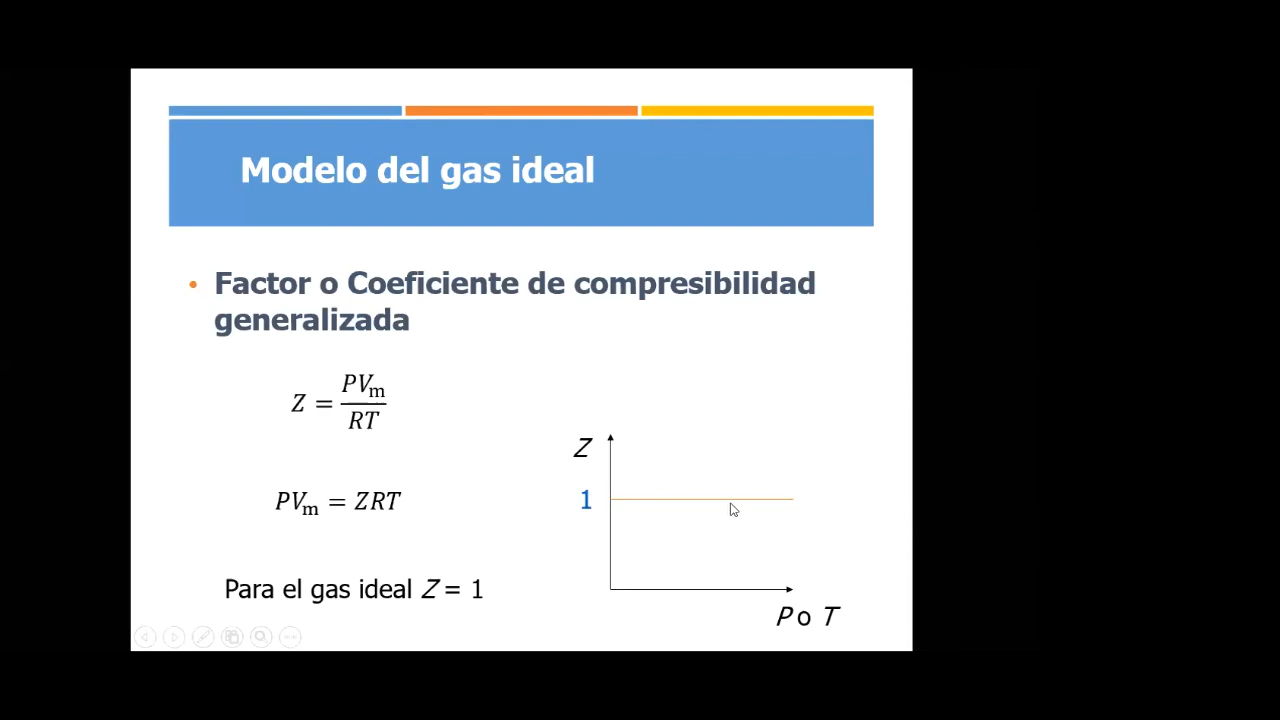 Modelo del gas ideal
• Factor o Coeficiente de compresibilidad
generalizada
Z = PVm / RT
PVm = ZRT
Para el gas ideal Z = 1
Z
1
P o T